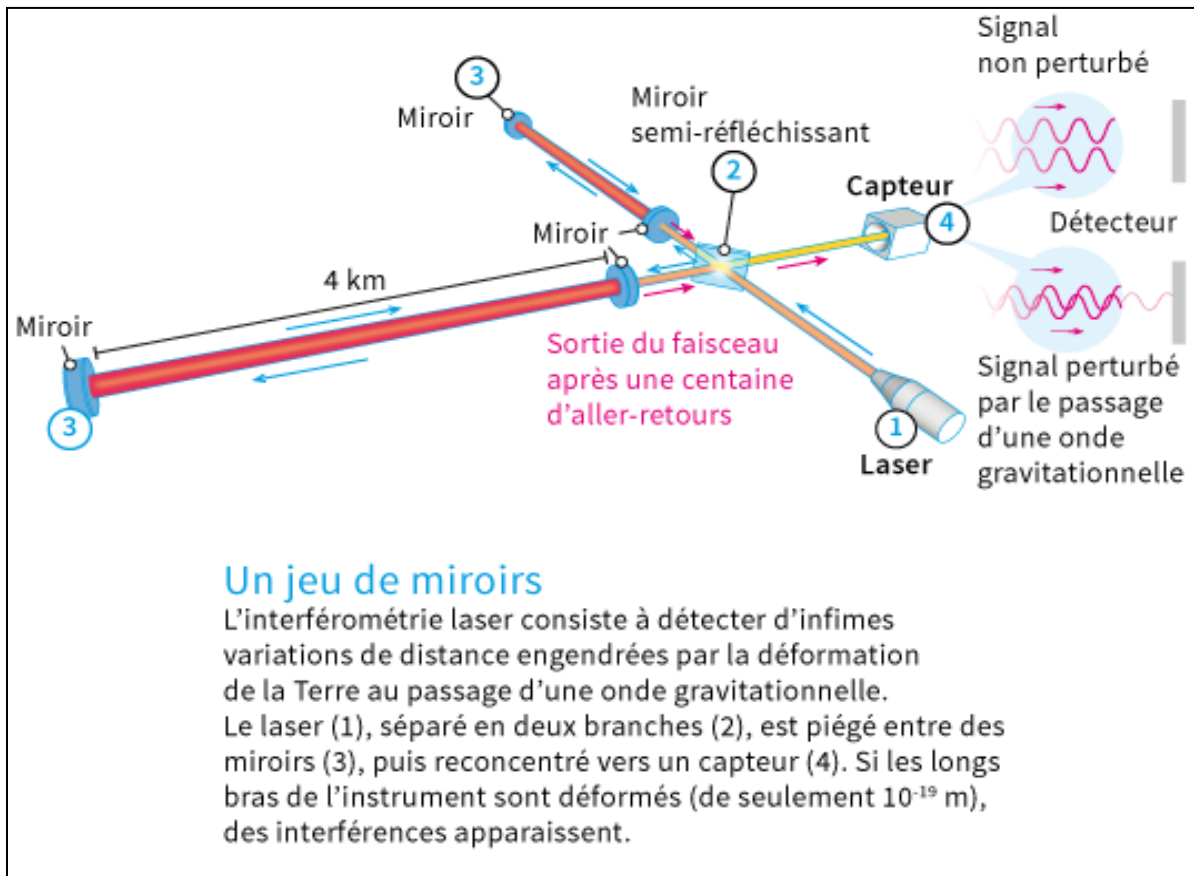 Signal
non perturbé
3
Miroir
Miroir
semi-réfléchissant
2
Capteur
4
Miroir
Détecteur
4 km
Miroir
3
Sortie du faisceau
après une centaine
d’aller-retours
1
Laser
Signal perturbé
par le passage
d’une onde
gravitationnelle
Un jeu de miroirs
L’interférométrie laser consiste à détecter d’infimes
variations de distance engendrées par la déformation
de la Terre au passage d’une onde gravitationnelle.
Le laser (1), séparé en deux branches (2), est piégé entre des
miroirs (3), puis reconcentré vers un capteur (4). Si les longs
bras de l’instrument sont déformés (de seulement 10⁻¹⁹ m),
des interférences apparaissent.